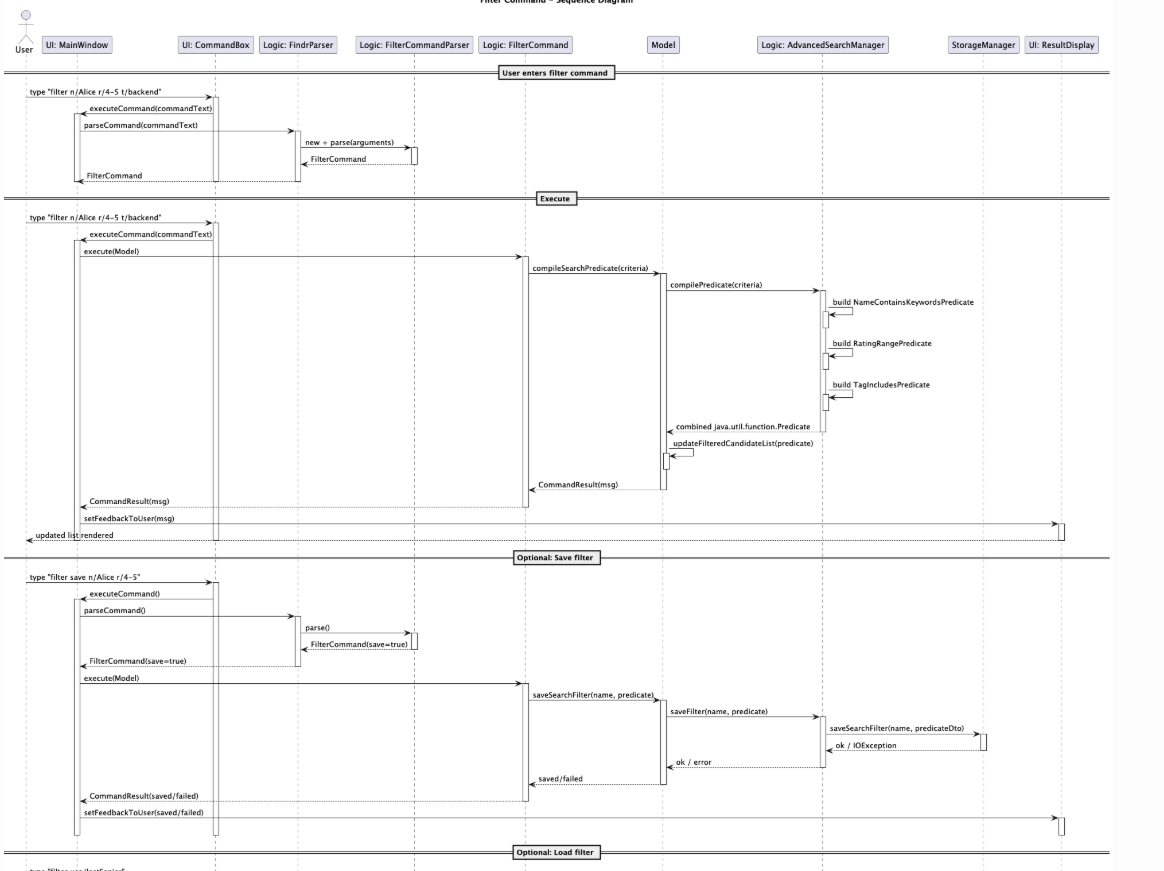 Filter Command - Sequence Diagram
User
UI: MainWindow
UI: CommandBox
Logic: FindrParser
Logic: FilterCommandParser
Logic: FilterCommand
Model
Logic: AdvancedSearchManager
StorageManager
UI: ResultDisplay
User enters filter command
type "filter n/Alice r/4-5 t/backend"
executeCommand(commandText)
parseCommand(commandText)
new + parse(arguments)
FilterCommand
FilterCommand
Execute
type "filter n/Alice r/4-5 t/backend"
executeCommand(commandText)
execute(Model)
compileSearchPredicate(criteria)
compilePredicate(criteria)
build NameContainsKeywordsPredicate
build RatingRangePredicate
build TagIncludesPredicate
combined java.util.function.Predicate
updateFilteredCandidateList(predicate)
CommandResult(msg)
CommandResult(msg)
setFeedbackToUser(msg)
updated list rendered
Optional: Save filter
type "filter save n/Alice r/4-5"
executeCommand()
parseCommand()
parse()
FilterCommand(save=true)
FilterCommand(save=true)
execute(Model)
saveSearchFilter(name, predicate)
saveFilter(name, predicate)
saveSearchFilter(name, predicateDto)
ok / IOException
ok / error
saved/failed
CommandResult(saved/failed)
setFeedbackToUser(saved/failed)
Optional: Load filter